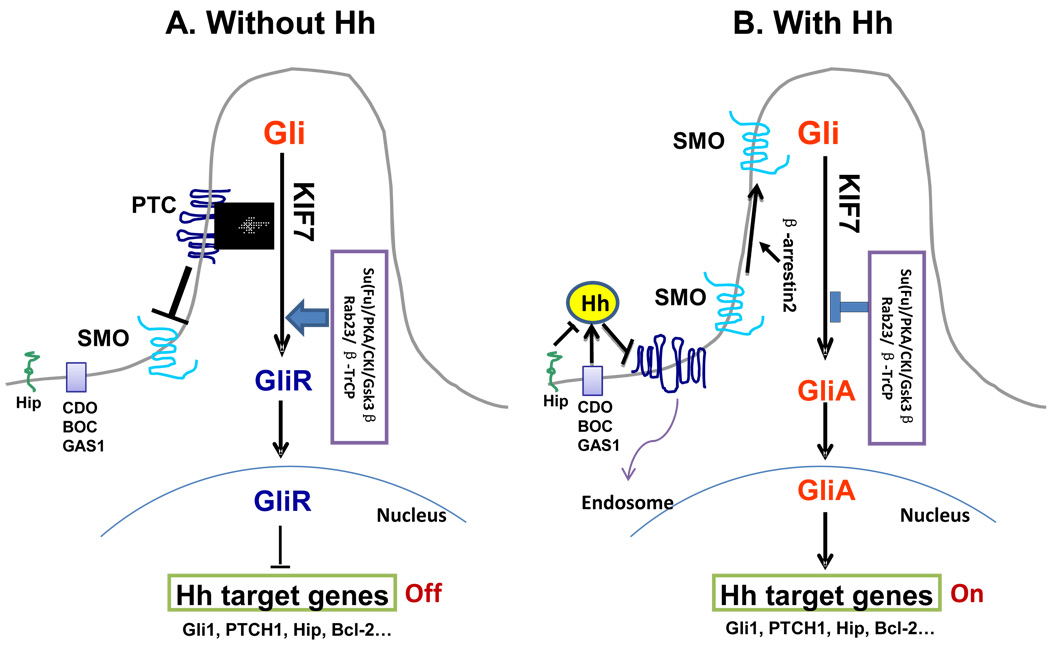 A. Without Hh
Gli
KIF7
PTC
Su(Fu)/PKA/CKI/Gsk3 β
Rab23/ β -TrCP
SMO
Hip
CDO
BOC
GAS1
GliR
GliR
Nucleus
Hh target genes Off
Gli1, PTCH1, Hip, Bcl-2…
B. With Hh
SMO
Gli
KIF7
β -arrestin2
Su(Fu)/PKA/CKI/Gsk3 β
Rab23/ β -TrCP
SMO
Hh
Hip
CDO
BOC
GAS1
GliA
Endosome
GliA
Nucleus
Hh target genes On
Gli1, PTCH1, Hip, Bcl-2…